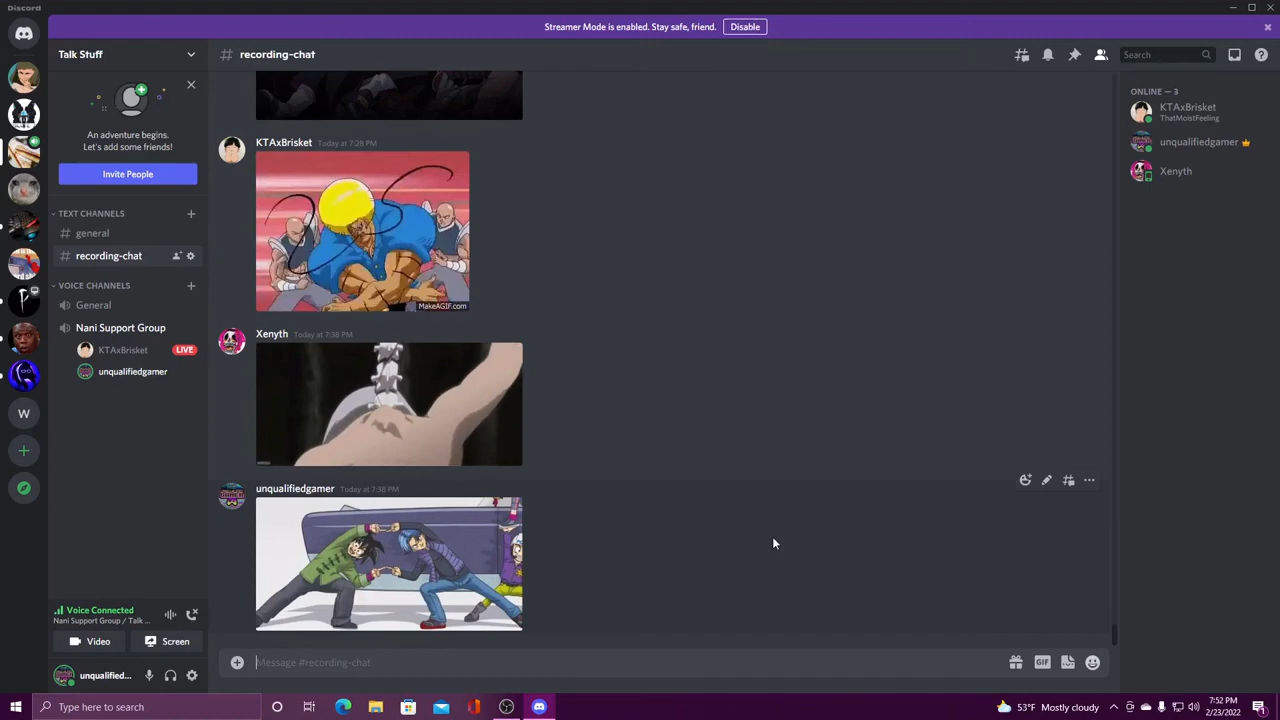 Discord
Streamer Mode is enabled. Stay safe, friend.
Disable
Talk Stuff
# recording-chat
Search
An adventure begins.
Let's add some friends!
Invite People
TEXT CHANNELS
# general
# recording-chat
VOICE CHANNELS
General
Nani Support Group
KTAxBrisket
LIVE
unqualifiedgamer
W
KTAxBrisket Today at 7:28 PM
MakeAGIF.com
Xenyth Today at 7:38 PM
unqualifiedgamer Today at 7:38 PM
ONLINE — 3
KTAxBrisket
ThatMoistFeeling
unqualifiedgamer
Xenyth
Voice Connected
Nani Support Group / Talk ...
Video
Screen
unqualified...
Message #recording-chat
GIF
Type here to search
53°F Mostly cloudy
7:52 PM
2/23/2022